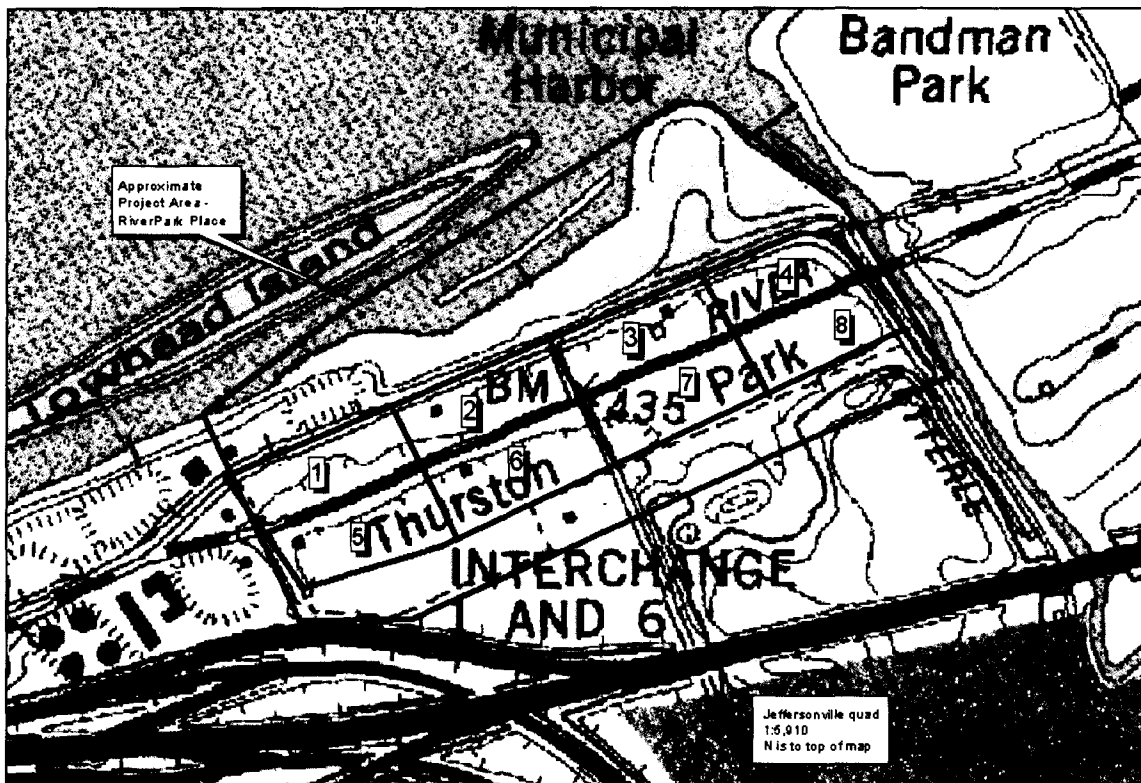 Municipal
Harbor
Bandman
Park
Approximate
Project Area -
RiverPark Place
Towhead Island
4
RIVER
3
8
BM
7
Park
2
435
1
6
5
Thurston
INTERCHANGE
AND 6
Jeffersonville quad
1:5,910
N is to top of map